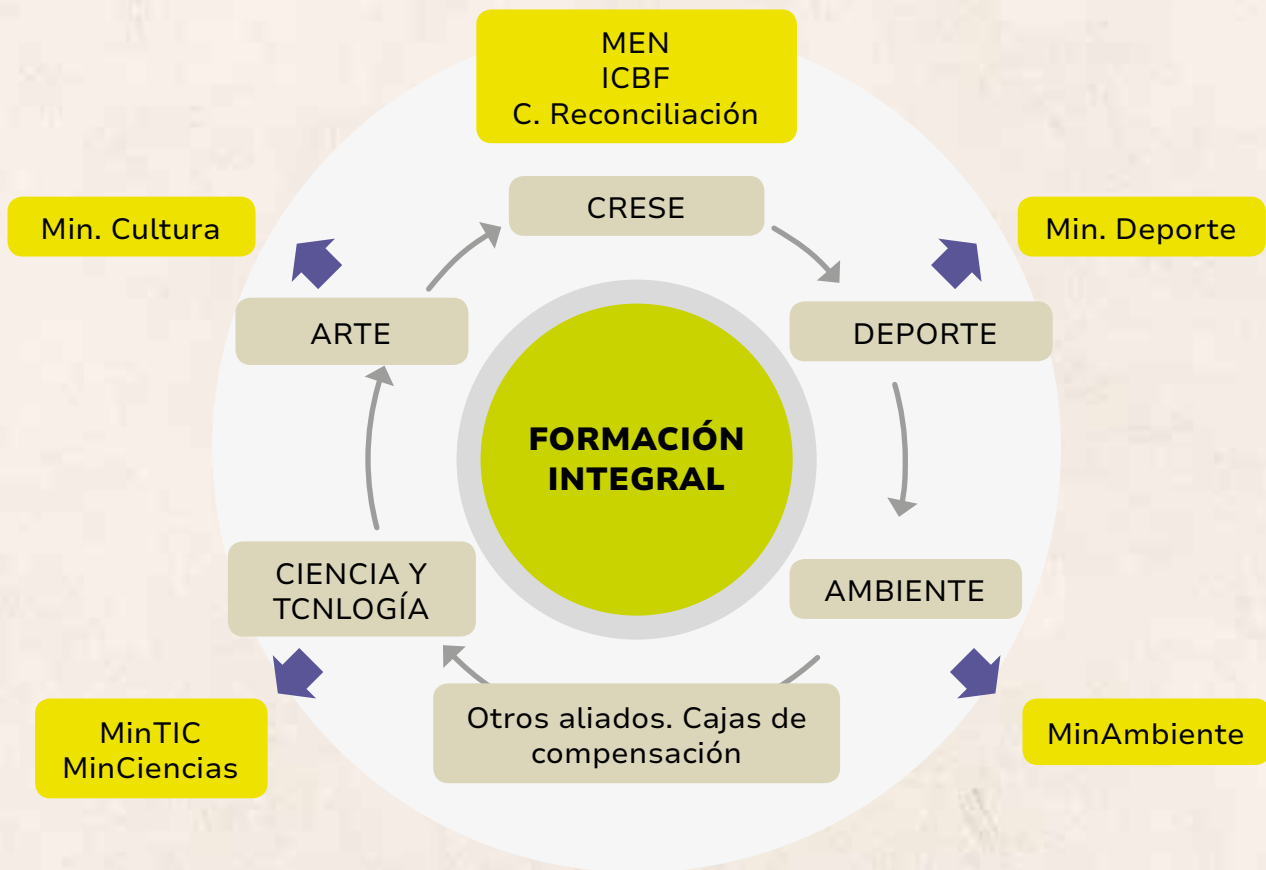 MEN
ICBF
C. Reconciliación
Min. Cultura
CRESE
Min. Deporte
ARTE
DEPORTE
FORMACIÓN
INTEGRAL
CIENCIA Y
TCNLOGÍA
AMBIENTE
Otros aliados. Cajas de
compensación
MinTIC
MinCiencias
MinAmbiente